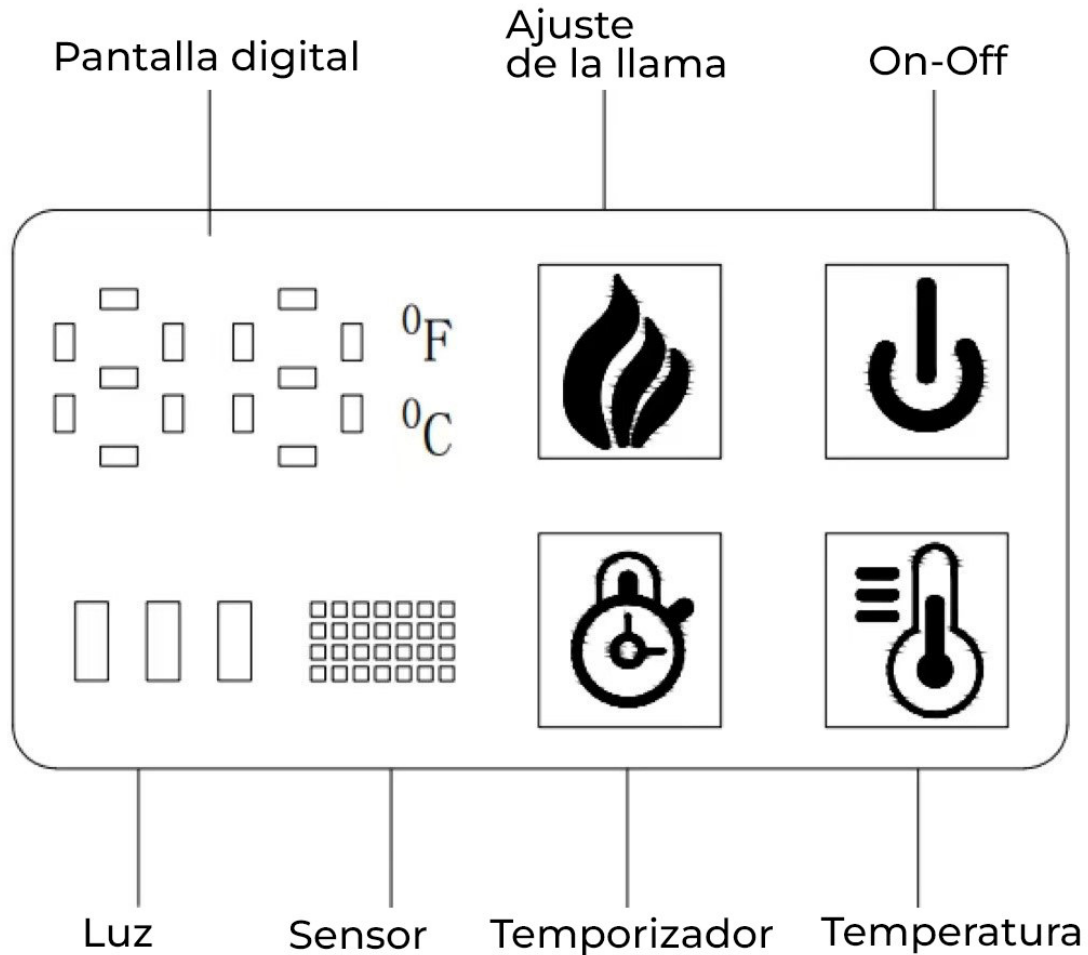 Pantalla digital
Ajuste
de la llama
On-Off
⁰F
⁰C
Luz
Sensor
Temporizador
Temperatura